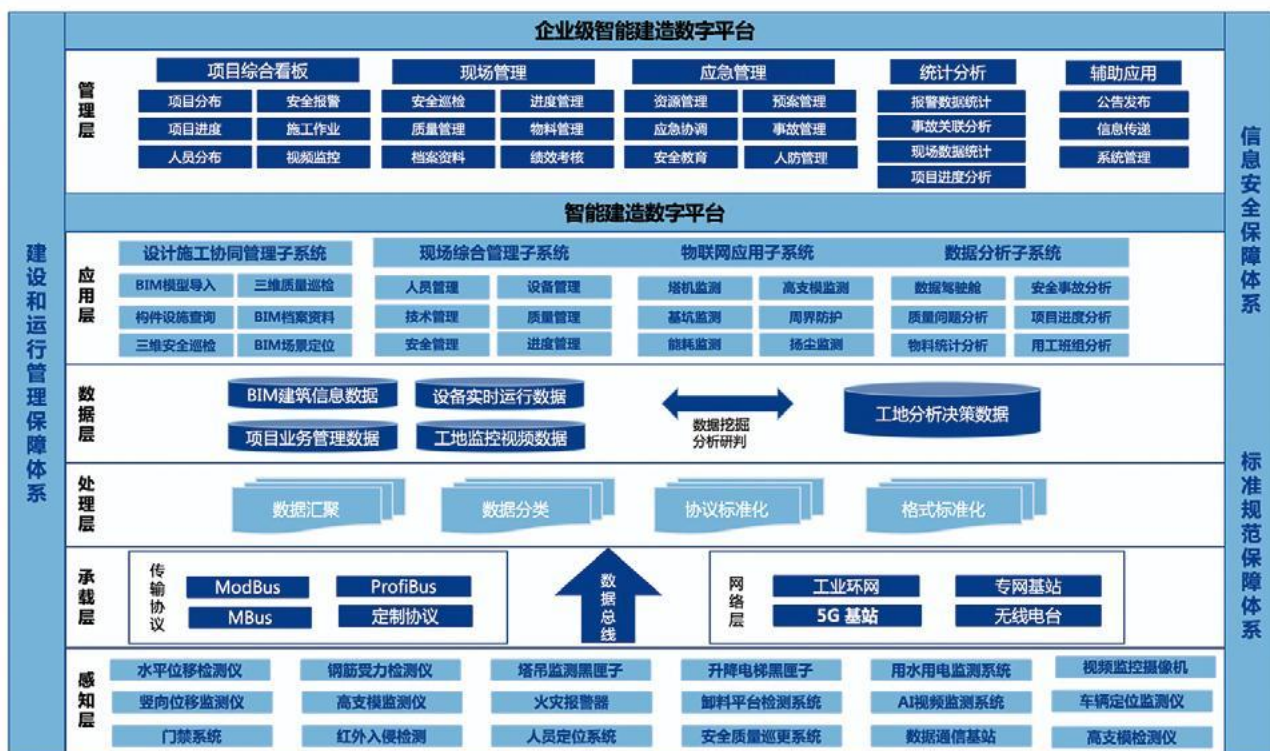 企业级智能建造数字平台
建设和运行管理保障体系
信息安全保障体系
标准规范保障体系
管理层
项目综合看板 现场管理 应急管理 统计分析 辅助应用
项目分布 安全报警 安全巡检 进度管理 资源管理 预案管理 报警数据统计 公告发布
项目进度 施工作业 质量管理 物料管理 应急协调 事故管理 事故关联分析 信息传递
人员分布 视频监控 档案资料 绩效考核 安全教育 人防管理 现场数据统计 系统管理
项目进度分析
智能建造数字平台
应用层
设计施工协同管理子系统 现场综合管理子系统 物联网应用子系统 数据分析子系统
BIM模型导入 三维质量巡检 人员管理 设备管理 塔机监测 高支模监测 数据驾驶舱 安全事故分析
构件设施查询 BIM档案资料 技术管理 质量管理 基坑监测 周界防护 质量问题分析 项目进度分析
三维安全巡检 BIM场景定位 安全管理 进度管理 能耗监测 扬尘监测 物料统计分析 用工班组分析
数据层
BIM建筑信息数据 设备实时运行数据
项目业务管理数据 工地监控视频数据
数据挖掘
分析研判
工地分析决策数据
处理层
数据汇聚 数据分类 协议标准化 格式标准化
承载层
传输协议
ModBus ProfiBus
MBus 定制协议
数据总线
网络层
工业环网 专网基站
5G 基站 无线电台
感知层
水平位移检测仪 钢筋受力检测仪 塔吊监测黑匣子 升降电梯黑匣子 用水用电监测系统 视频监控摄像机
竖向位移监测仪 高支模监测仪 火灾报警器 卸料平台检测系统 AI视频监测系统 车辆定位监测仪
门禁系统 红外入侵检测 人员定位系统 安全质量巡更系统 数据通信基站 高支模检测仪